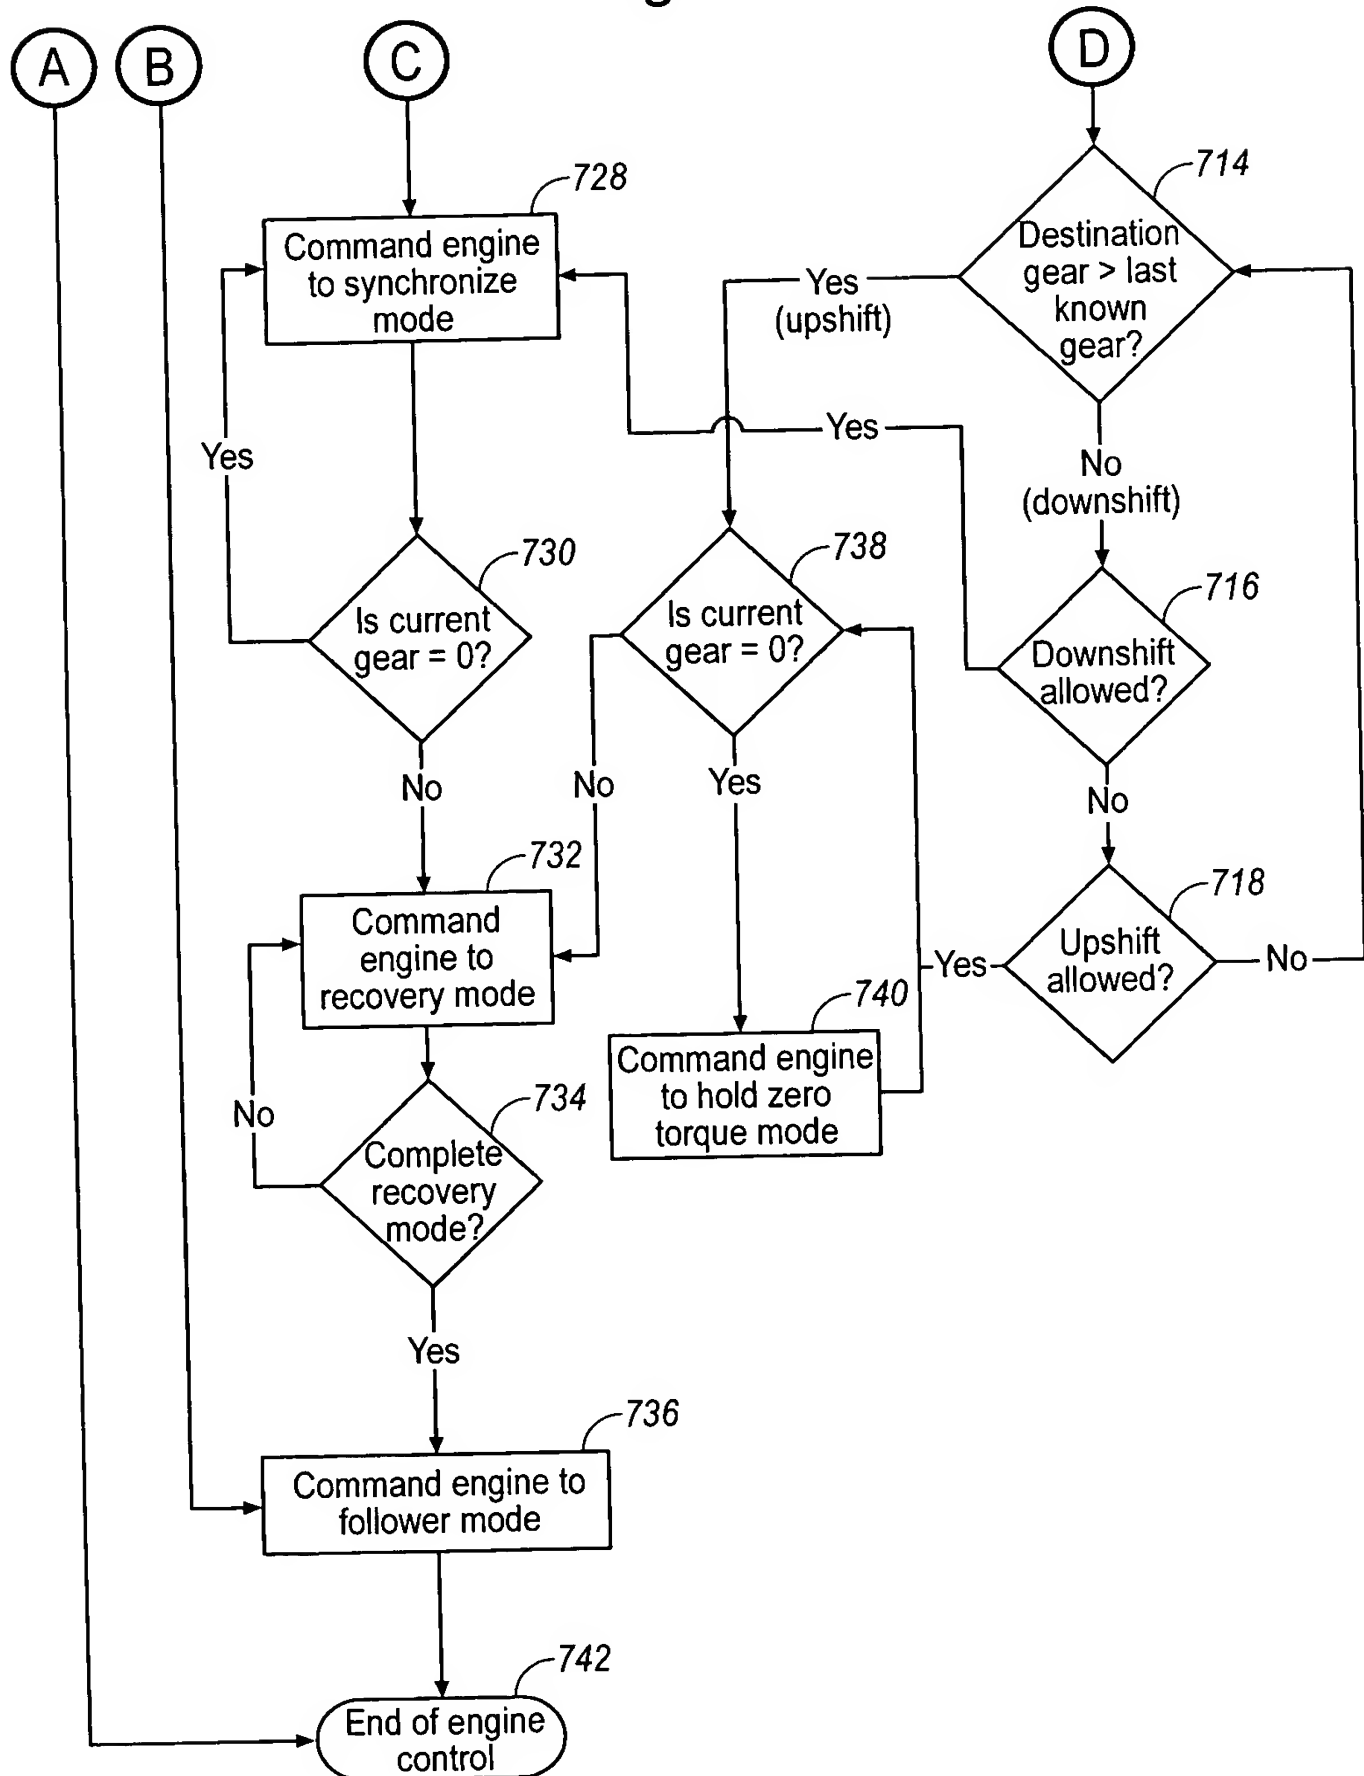 A
B
C
D
728
Command engine
to synchronize
mode
714
Destination
gear > last
known
gear?
Yes
(upshift)
Yes
Yes
No
(downshift)
730
Is current
gear = 0?
738
Is current
gear = 0?
716
Downshift
allowed?
No
No
Yes
No
732
Command
engine to
recovery mode
718
Upshift
allowed?
Yes
No
740
Command engine
to hold zero
torque mode
No
734
Complete
recovery
mode?
Yes
736
Command engine to
follower mode
742
End of engine
control